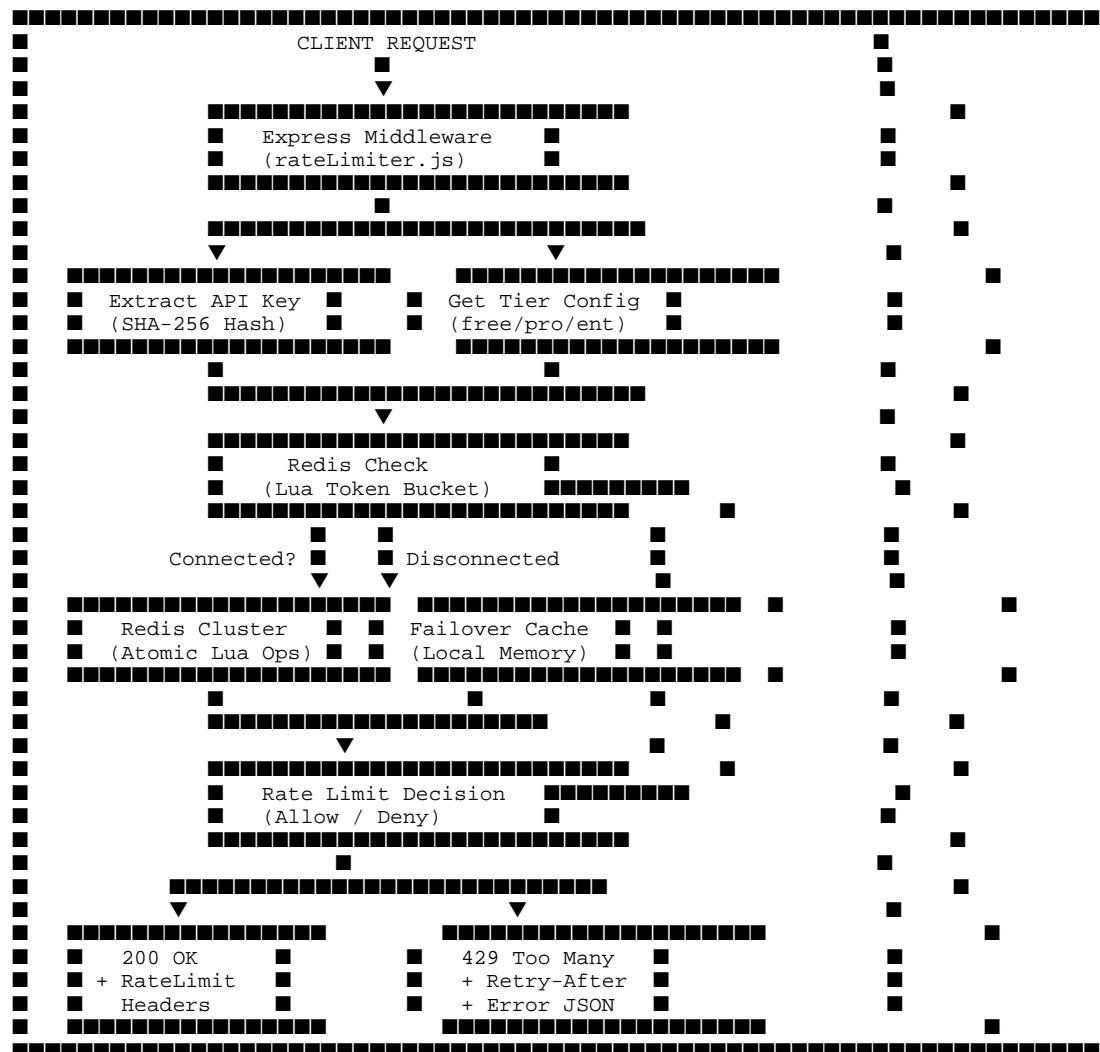 CLIENT REQUEST
Express Middleware
(rateLimiter.js)
Extract API Key
(SHA-256 Hash)
Get Tier Config
(free/pro/ent)
Redis Check
(Lua Token Bucket)
Connected?
Disconnected
Redis Cluster
(Atomic Lua Ops)
Failover Cache
(Local Memory)
Rate Limit Decision
(Allow / Deny)
200 OK
+ RateLimit
Headers
429 Too Many
+ Retry-After
+ Error JSON